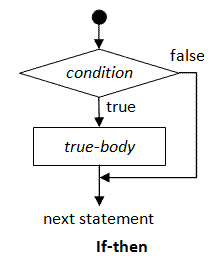 false
condition
true
true-body
next statement
If-then